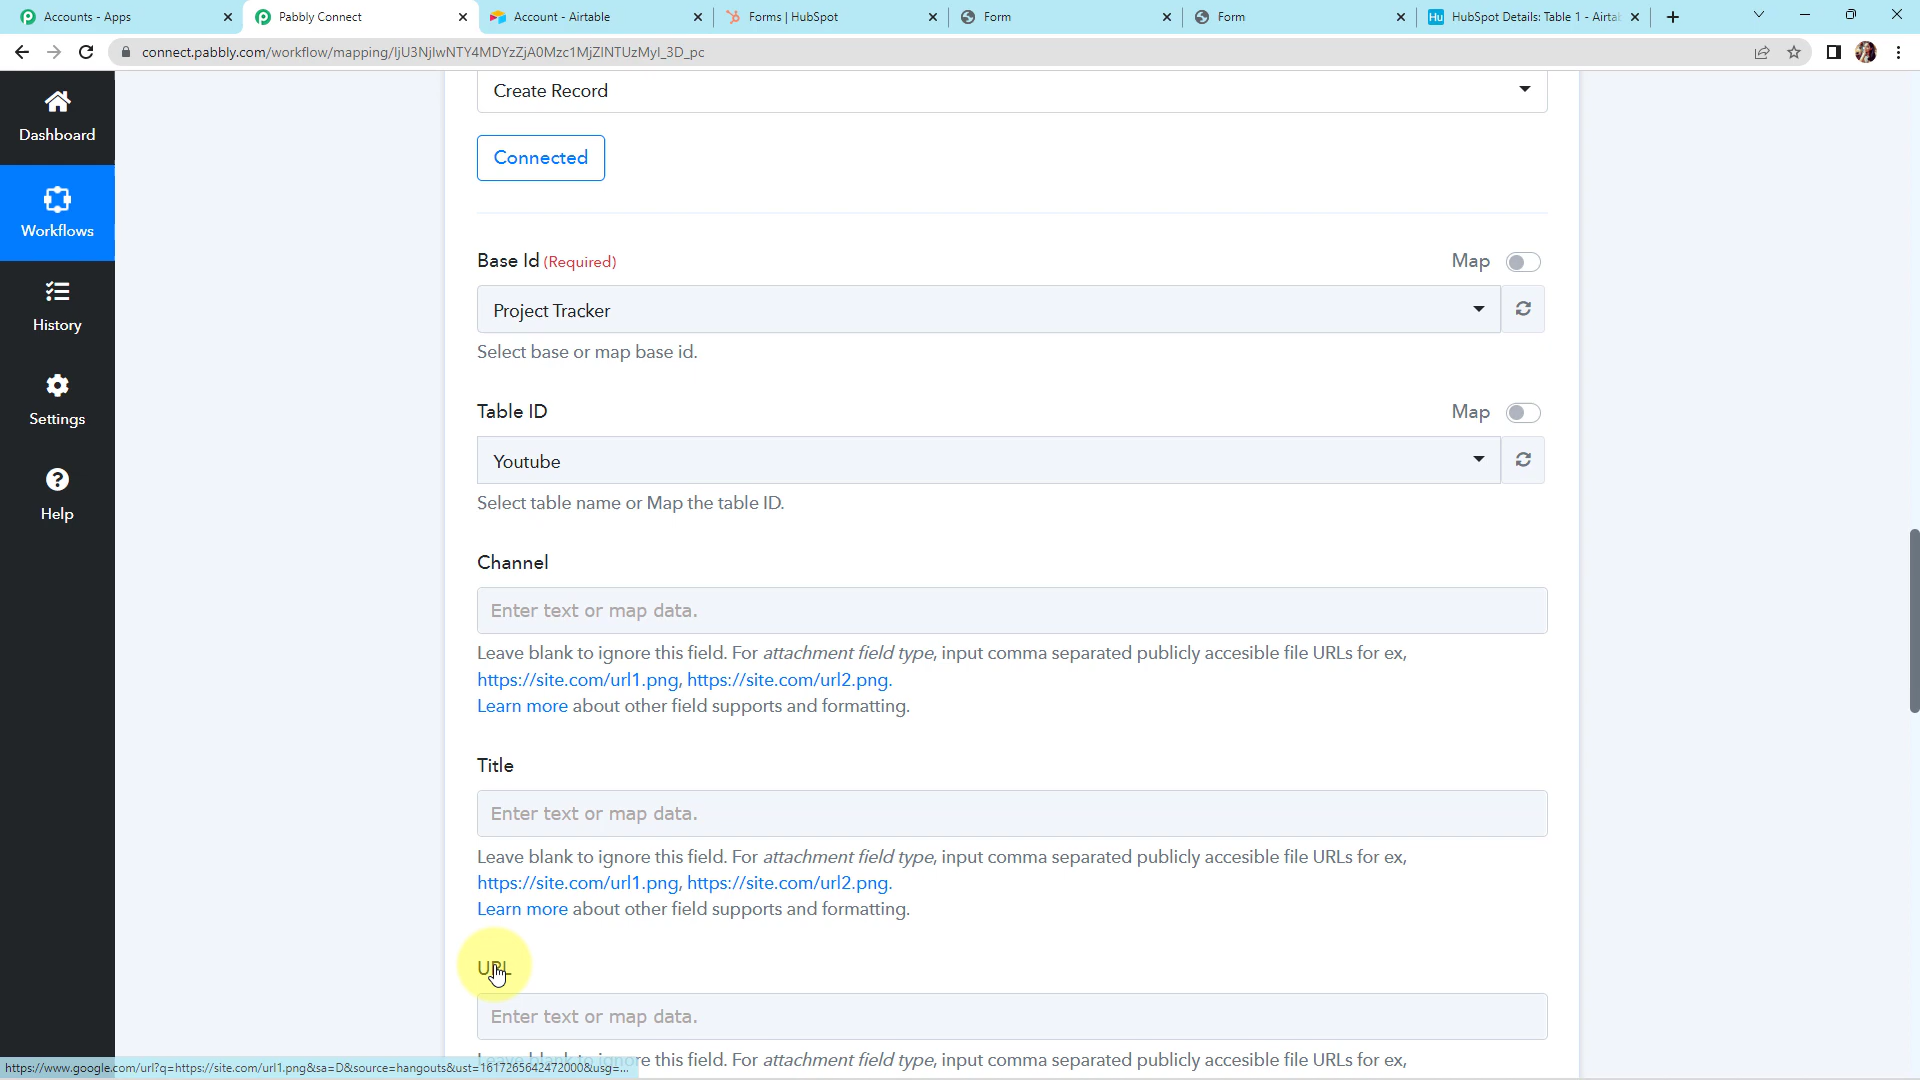 Accounts - Apps
Pabbly Connect
Account - Airtable
Forms | HubSpot
Form
Form
Hu HubSpot Details: Table 1 - Airta
connect.pabbly.com/workflow/mapping/IjU3NjIwNTY4MDYzZjA0Mzc1MjZlNTUzMyI_3D_pc
Dashboard
Workflows
History
Settings
Help
Create Record
Connected
Base Id (Required)
Map
Project Tracker
Select base or map base id.
Table ID
Map
Youtube
Select table name or Map the table ID.
Channel
Enter text or map data.
Leave blank to ignore this field. For attachment field type, input comma separated publicly accesible file URLs for ex,
https://site.com/url1.png, https://site.com/url2.png.
Learn more about other field supports and formatting.
Title
Enter text or map data.
Leave blank to ignore this field. For attachment field type, input comma separated publicly accesible file URLs for ex,
https://site.com/url1.png, https://site.com/url2.png.
Learn more about other field supports and formatting.
URL
Enter text or map data.
Leave blank to ignore this field. For attachment field type, input comma separated publicly accesible file URLs for ex,
https://www.google.com/url?q=https://site.com/url1.png&sa=D&source=hangouts&ust=1617265642472000&usg=...